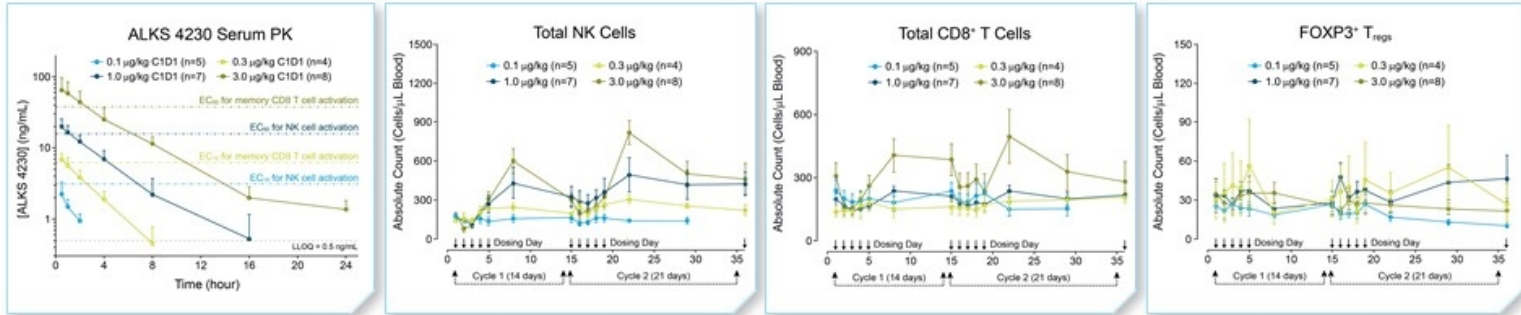 ALKS 4230 Serum PK
0.1 μg/kg C1D1 (n=5)
0.3 μg/kg C1D1 (n=4)
1.0 μg/kg C1D1 (n=7)
3.0 μg/kg C1D1 (n=8)
[ALKS 4230] (ng/mL)
100
10
1
EC₅₀ for memory CD8 T cell activation
EC₅₀ for NK cell activation
for memory CD8 T cell activation
for NK cell activation
LLOQ = 0.5 ng/mL
0 4 8 12 16 20 24
Time (hour)
Total NK Cells
0.1 μg/kg (n=5)
0.3 μg/kg (n=4)
1.0 μg/kg (n=7)
3.0 μg/kg (n=8)
Absolute Count (Cells/μL Blood)
1500
1200
900
600
300
0
Dosing Day
Dosing Day
0 5 10 15 20 25 30 35
Cycle 1 (14 days)
Cycle 2 (21 days)
Total CD8⁺ T Cells
0.1 μg/kg (n=5)
0.3 μg/kg (n=4)
1.0 μg/kg (n=7)
3.0 μg/kg (n=8)
Absolute Count (Cells/μL Blood)
900
600
300
0
Dosing Day
Dosing Day
0 5 10 15 20 25 30 35
Cycle 1 (14 days)
Cycle 2 (21 days)
FOXP3⁺ Tregs
0.1 μg/kg (n=5)
0.3 μg/kg (n=4)
1.0 μg/kg (n=7)
3.0 μg/kg (n=8)
Absolute Count (Cells/μL Blood)
150
120
90
60
30
0
Dosing Day
Dosing Day
0 5 10 15 20 25 30 35
Cycle 1 (14 days)
Cycle 2 (21 days)